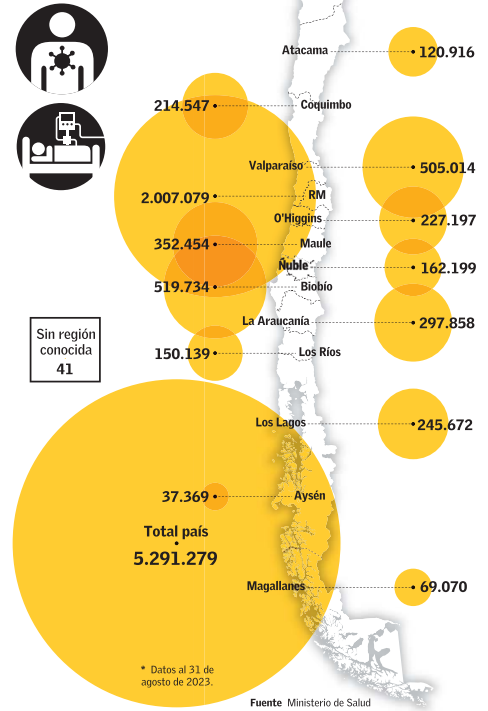 Atacama 120.916
214.547 Coquimbo
Valparaíso 505.014
2.007.079 RM
O'Higgins 227.197
352.454 Maule
Ñuble 162.199
519.734 Biobío
La Araucanía 297.858
Sin región
conocida
41
150.139 Los Ríos
Los Lagos 245.672
37.369 Aysén
Total país
5.291.279
Magallanes 69.070
* Datos al 31 de
agosto de 2023.
Fuente Ministerio de Salud